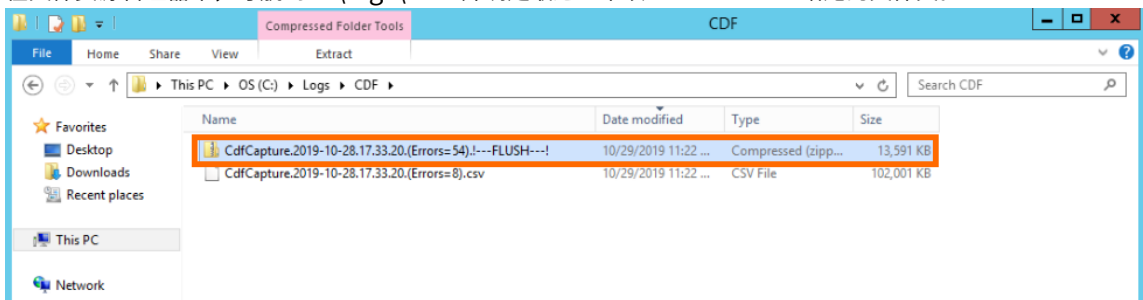 Compressed Folder Tools
CDF
File Home Share View Extract
This PC OS (C:) Logs CDF
Search CDF
Name Date modified Type Size
Favorites
Desktop
Downloads
Recent places
This PC
Network
CdfCapture.2019-10-28.17.33.20.(Errors=54).!---FLUSH---! 10/29/2019 11:22 ... Compressed (zipp... 13,591 KB
CdfCapture.2019-10-28.17.33.20.(Errors=8).csv 10/29/2019 11:22 ... CSV File 102,001 KB